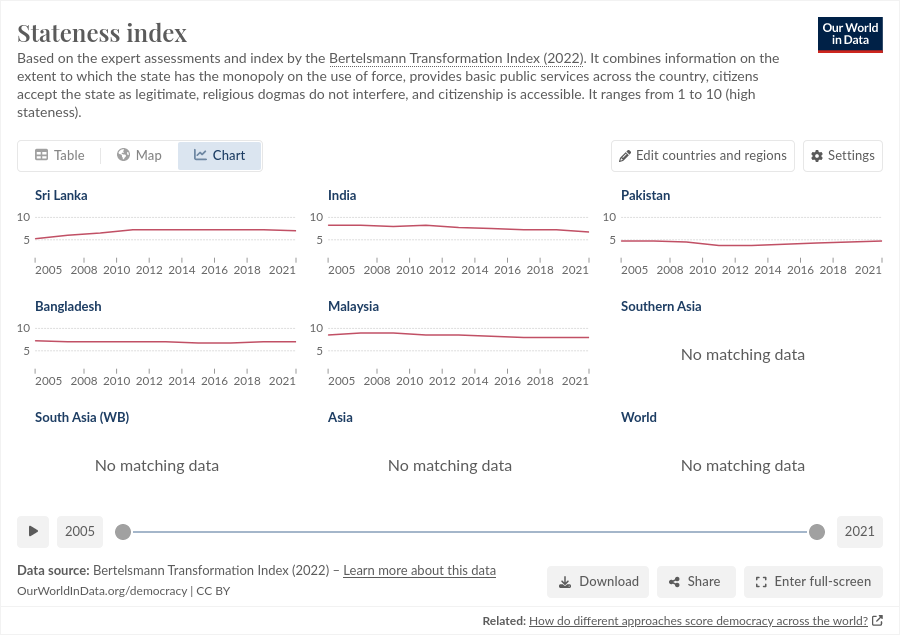 Stateness index
Our World
in Data
Based on the expert assessments and index by the Bertelsmann Transformation Index (2022). It combines information on the
extent to which the state has the monopoly on the use of force, provides basic public services across the country, citizens
accept the state as legitimate, religious dogmas do not interfere, and citizenship is accessible. It ranges from 1 to 10 (high
stateness).
Table Map Chart Edit countries and regions Settings
Sri Lanka India Pakistan
10 10 10
5 5 5
2005 2008 2010 2012 2014 2016 2018 2021 2005 2008 2010 2012 2014 2016 2018 2021 2005 2008 2010 2012 2014 2016 2018 2021
Bangladesh Malaysia Southern Asia
10 10
5 5 No matching data
2005 2008 2010 2012 2014 2016 2018 2021 2005 2008 2010 2012 2014 2016 2018 2021
South Asia (WB) Asia World
No matching data No matching data No matching data
2005 2021
Data source: Bertelsmann Transformation Index (2022) – Learn more about this data
OurWorldInData.org/democracy | CC BY
Download Share Enter full-screen
Related: How do different approaches score democracy across the world?